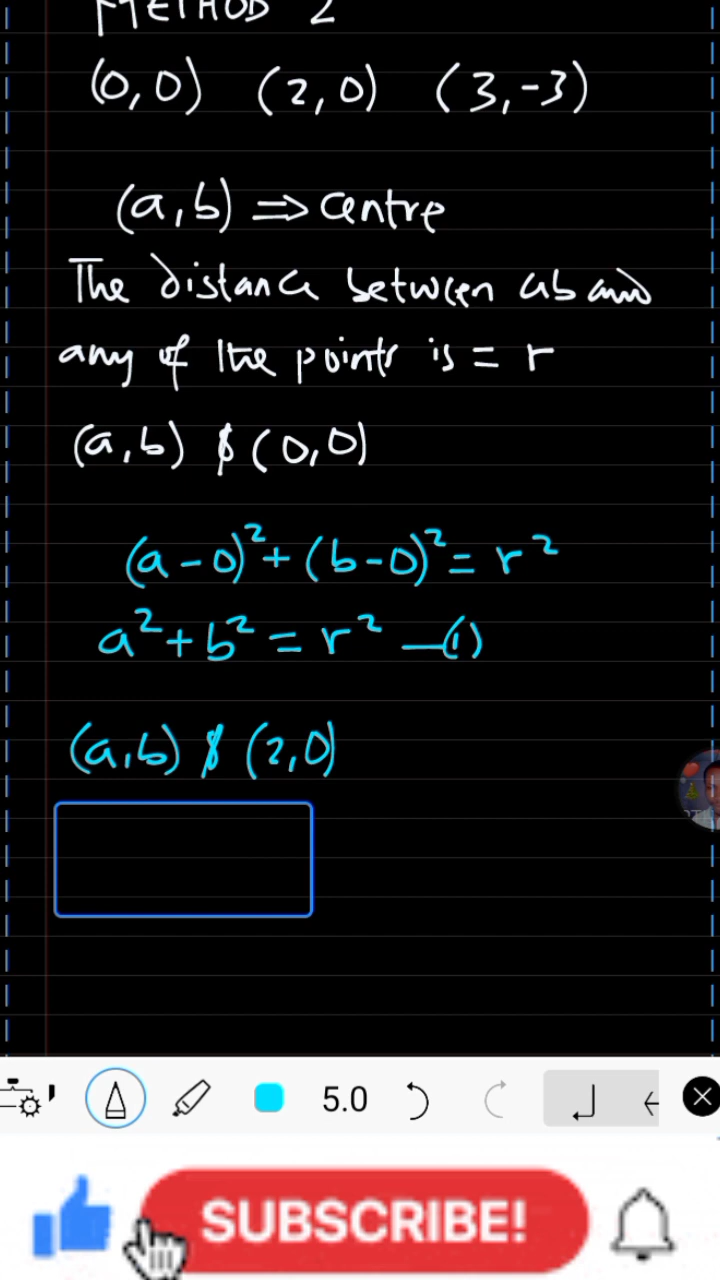 METHOD 2
(0,0) (2,0) (3,-3)
(a,b) ⇒ centre
The distance between ab and
any of the points is = r
(a,b) $ (0,0)
(a-0)²+(b-0)²= r²
a²+b² = r² —(1)
(a,b) $ (2,0)
5.0
SUBSCRIBE!